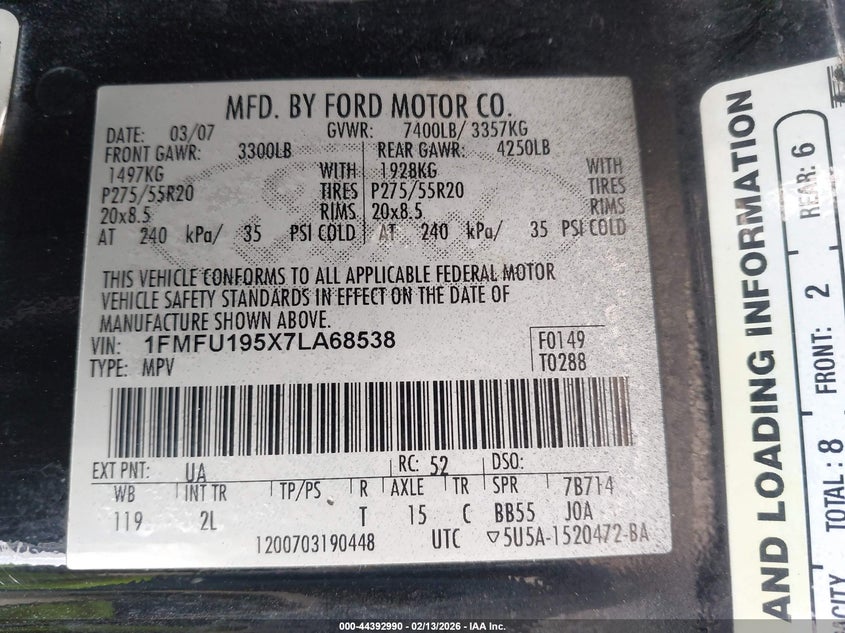 MFD. BY FORD MOTOR CO.
DATE: 03/07 GVWR: 7400LB/ 3357KG
FRONT GAWR: 3300LB REAR GAWR: 4250LB
1497KG WITH 1928KG WITH
P275/55R20 TIRES P275/55R20 TIRES
20x8.5 RIMS 20x8.5 RIMS
AT 240 kPa/ 35 PSI COLD AT 240 kPa/ 35 PSI COLD
THIS VEHICLE CONFORMS TO ALL APPLICABLE FEDERAL MOTOR
VEHICLE SAFETY STANDARDS IN EFFECT ON THE DATE OF
MANUFACTURE SHOWN ABOVE.
VIN: 1FMFU195X7LA68538 F0149
TYPE: MPV T0288
EXT PNT: UA RC: 52 DSO:
WB INT TR TP/PS R AXLE TR SPR 7B714
119 2L T 15 C BB55 JOA
1200703190448 UTC ▽5U5A-1520472-BA
AND LOADING INFORMATION
TOTAL: 8 FRONT: 2 REAR: 6
000-44392990 - 02/13/2026 - IAA Inc.